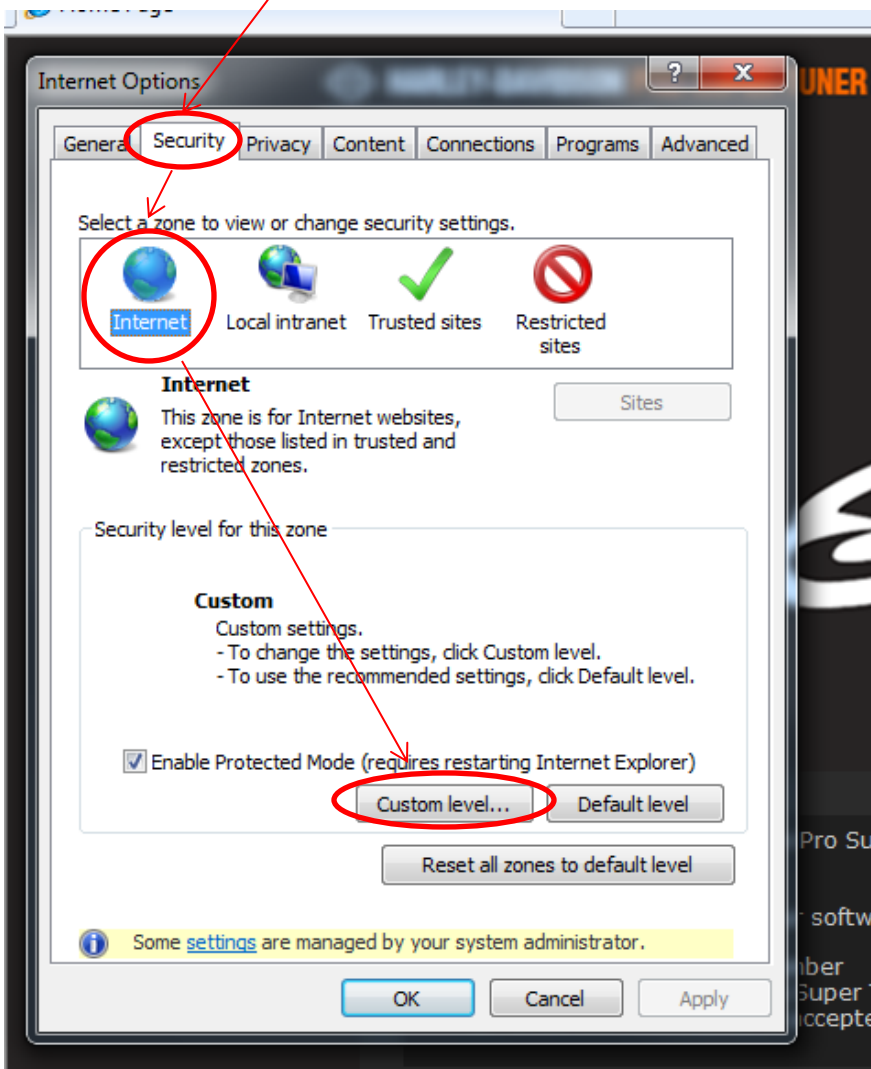 Internet Options
UNER
General Security Privacy Content Connections Programs Advanced
Select a zone to view or change security settings.
Internet Local intranet Trusted sites Restricted
sites
Internet
Sites
This zone is for Internet websites,
except those listed in trusted and
restricted zones.
Security level for this zone
Custom
Custom settings.
- To change the settings, click Custom level.
- To use the recommended settings, click Default level.
Enable Protected Mode (requires restarting Internet Explorer)
Custom level... Default level
Pro Su
Reset all zones to default level
softw
Some settings are managed by your system administrator.
ber
Super
OK Cancel Apply
accepte